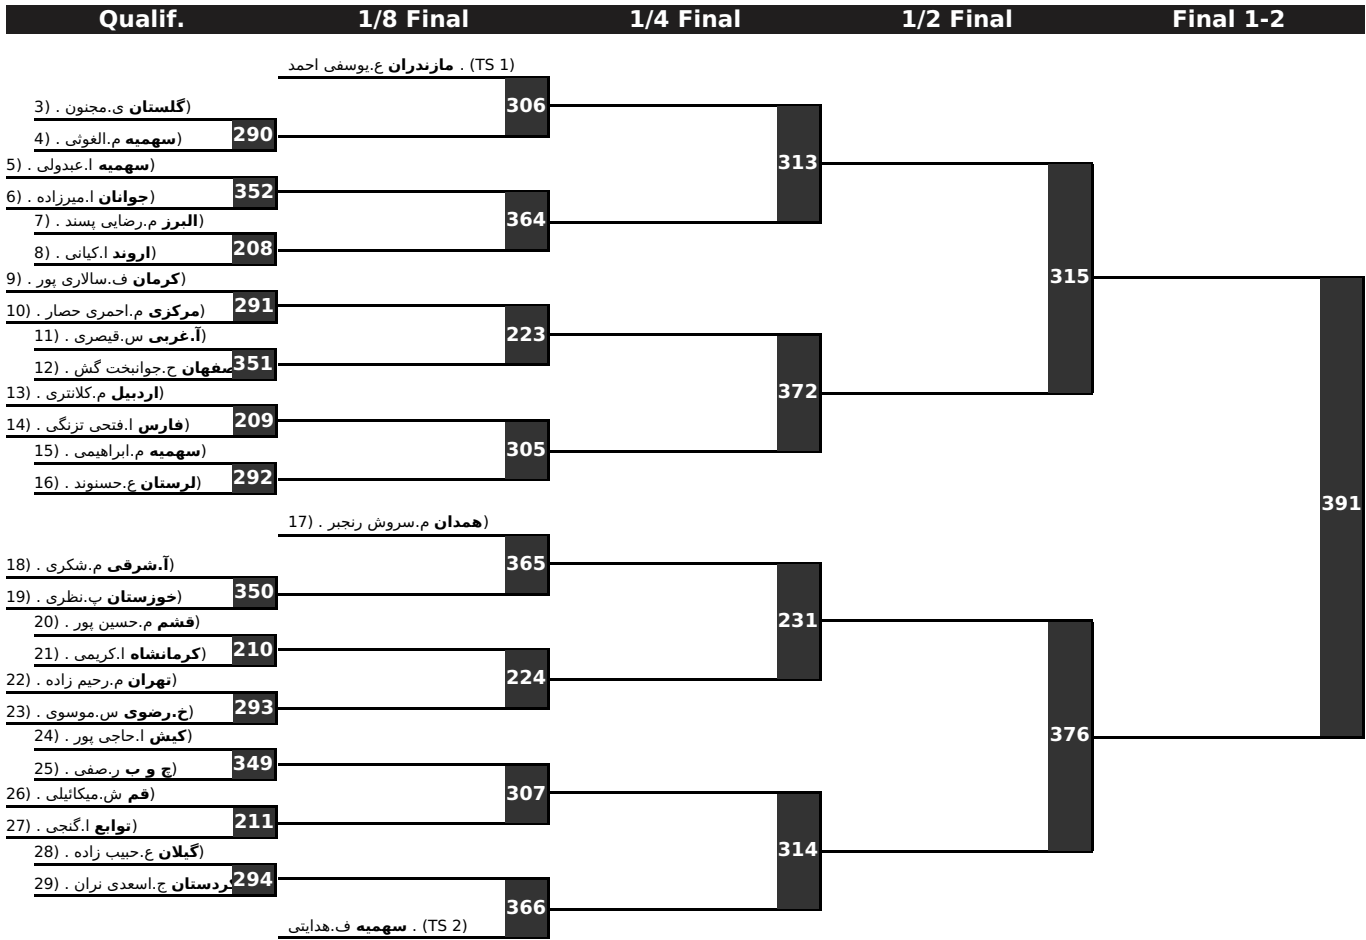 Qualif. 1/8 Final 1/4 Final 1/2 Final Final 1-2
(TS 1) . مازندران ع.یوسفی احمد
306
3) . ی.مجنون گلستان)
290
4) . م.الغوثی سهمیه)
313
5) . ا.عبدولی سهمیه)
352
6) . ا.میرزاده جوانان)
364
7) . م.رضایی پسند البرز)
208
8) . ا.کیانی اروند)
315
9) . ف.سالاری پور کرمان)
291
10) . م.احمری حصار مرکزی)
223
11) . س.قیصری آ.غربی)
351
12) . ح.جوانبخت گش صفهان
372
13) . م.کلانتری اردبیل)
209
14) . ا.فتحی تزنگی فارس)
305
15) . م.ابراهیمی سهمیه)
292
16) . ع.حسنوند لرستان)
391
17) . م.سروش رنجبر همدان)
365
18) . م.شکری آ.شرقی)
350
19) . پ.نظری خوزستان)
231
20) . م.حسین پور قشم)
210
21) . ا.کریمی کرمانشاه)
224
22) . م.رحیم زاده تهران)
293
23) . س.موسوی خ.رضوی)
376
24) . ا.حاجی پور کیش)
349
25) . ر.صفی چ و ب)
307
26) . ش.میکائیلی قم)
211
27) . ا.گنجی توابع)
314
28) . ع.حبیب زاده گیلان)
294
29) . ج.اسعدی نران کردستان
366
(TS 2) . سهمیه ف.هدایتی